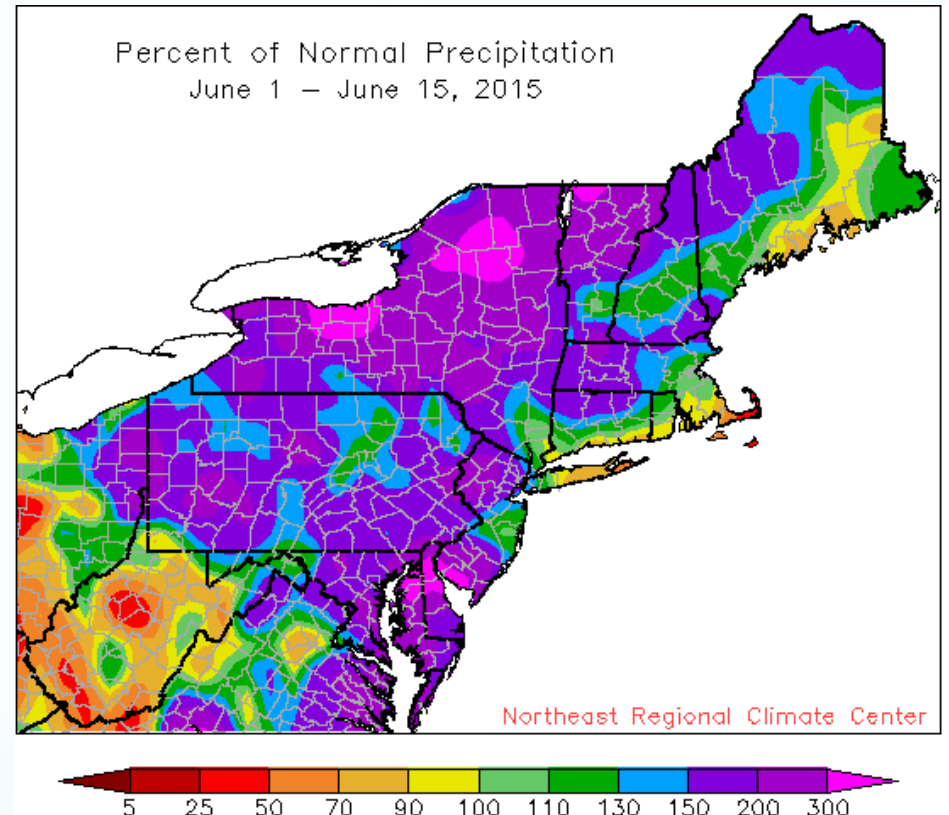 Percent of Normal Precipitation
June 1 – June 15, 2015
Northeast Regional Climate Center
5 25 50 70 90 100 110 130 150 200 300